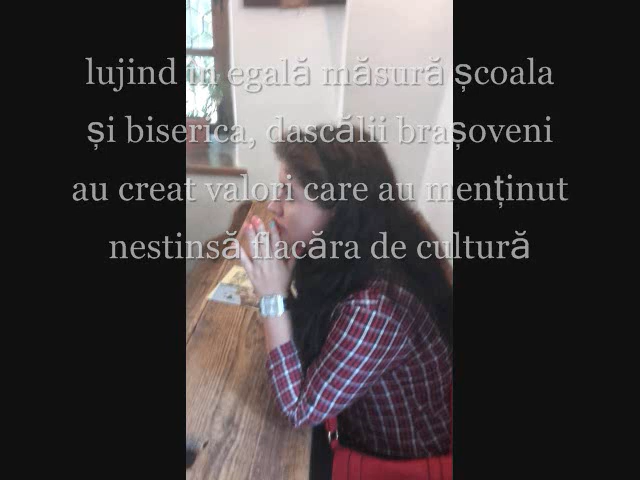 lujind în egală măsură școala
și biserica, dascălii brașoveni
au creat valori care au menținut
nestinsă flacăra de cultură